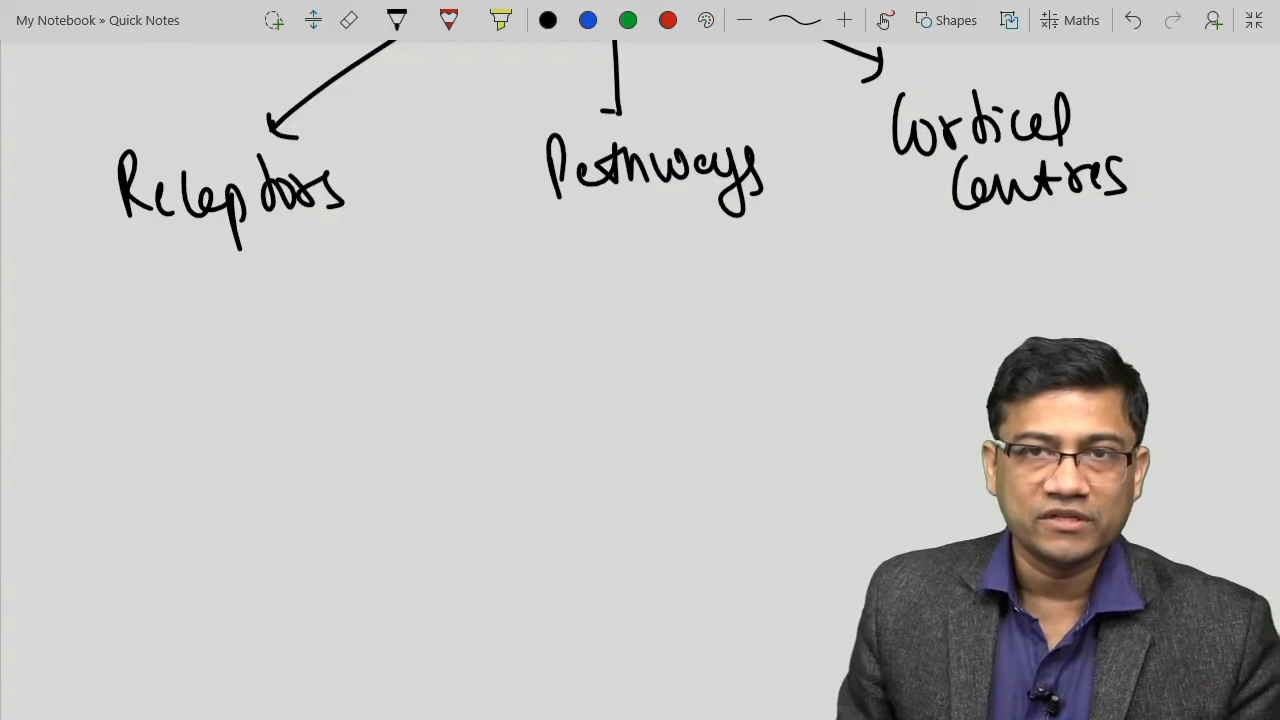 My Notebook » Quick Notes
Shapes
Maths
Receptors
Pathways
Cortical
Centres